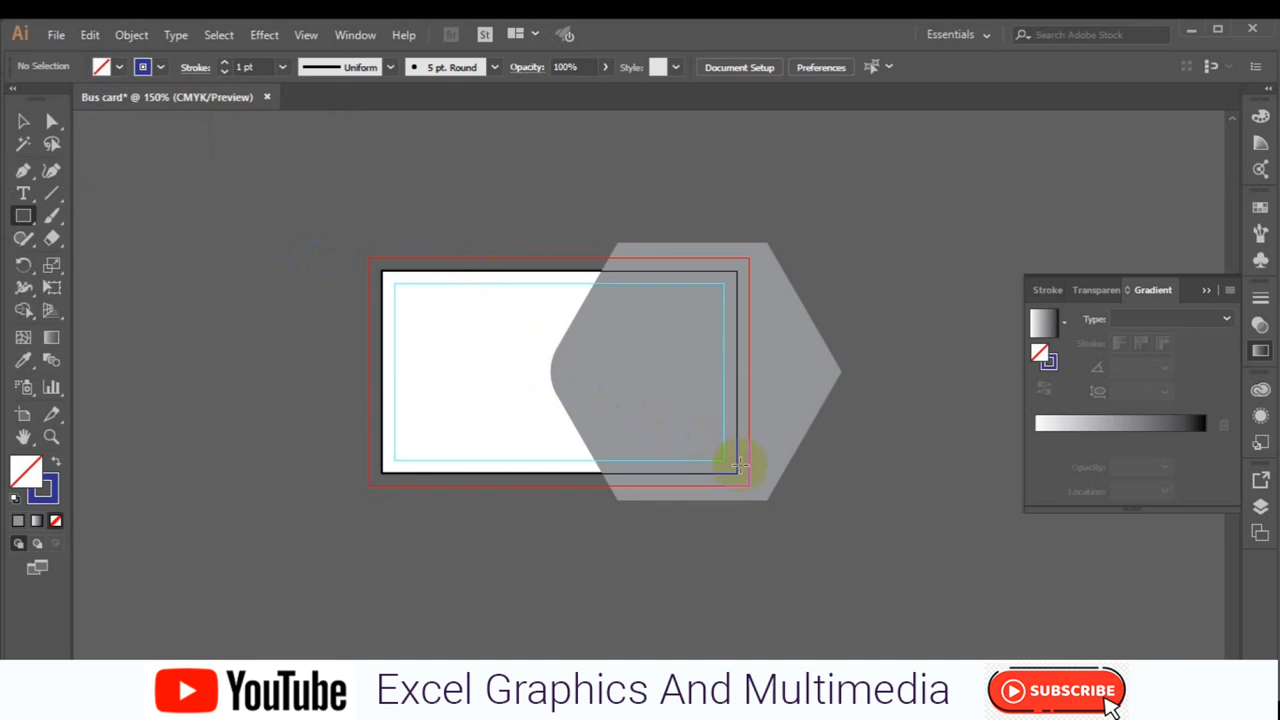 Ai File Edit Object Type Select Effect View Window Help Br St Essentials Search Adobe Stock
No Selection Stroke: 1 pt Uniform 5 pt. Round Opacity: 100% Style: Document Setup Preferences
Bus card* @ 150% (CMYK/Preview)
Stroke Transparen Gradient
Type:
Stroke:
Opacity:
Location:
YouTube Excel Graphics And Multimedia SUBSCRIBE